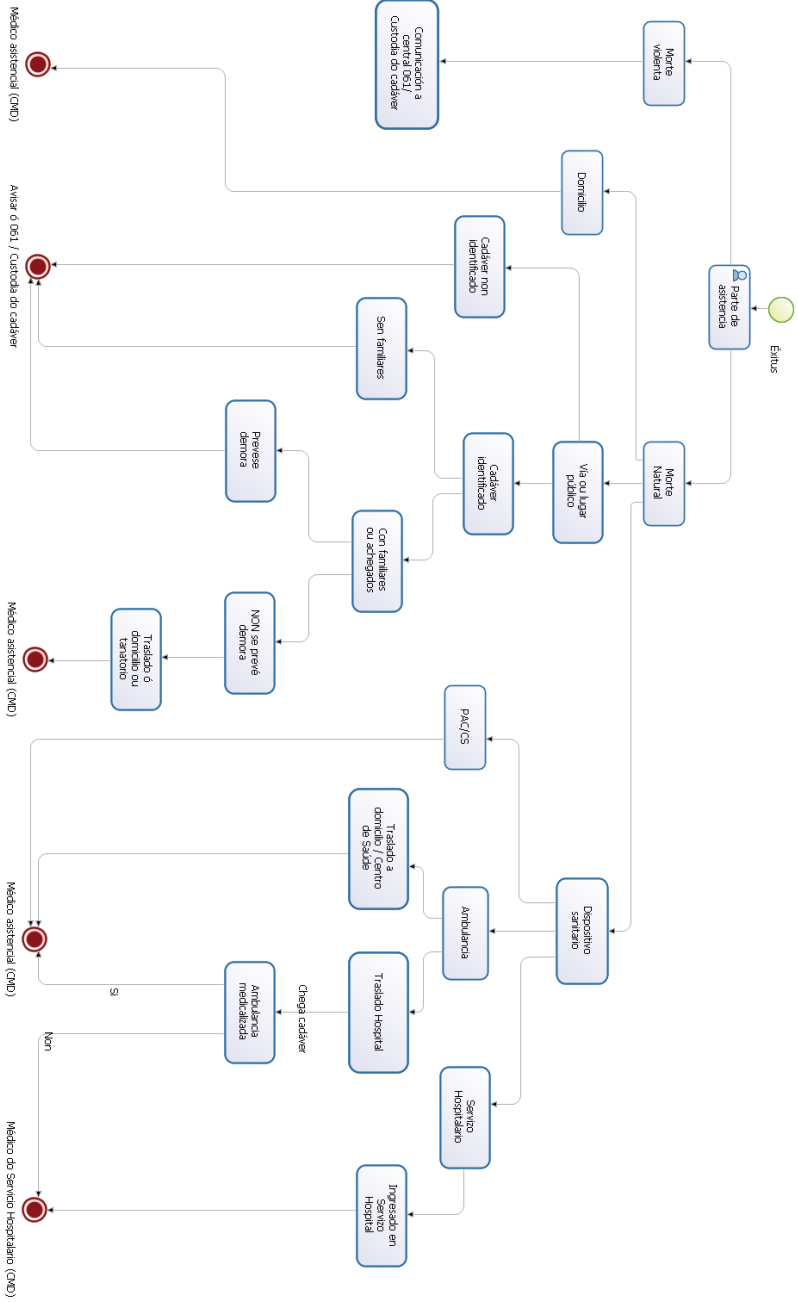 Éxitus
Parte de
asistencia
Morte
violenta
Morte
Natural
Comunicación a
central 061/
Custodia do cadáver
Domicilio
Vía ou lugar
público
Dispositivo
sanitario
Cadáver non
identificado
Cadáver
identificado
PAC/CS
Ambulancia
Servizo
Hospitalario
Sen familiares
Con familiares
ou achegados
Traslado a
domicilio / Centro
de Saúde
Traslado Hospital
Ingresado en
Servizo
Hospital
Chega cadáver
Prevese
demora
NON se prevé
demora
Ambulancia
medicalizada
Traslado ó
domicilio ou
tanatorio
SI
Non
Médico asistencial (CMD)
Avisar ó 061 / Custodia do cadáver
Médico asistencial (CMD)
Médico asistencial (CMD)
Médico do Servicio Hospitalario (CMD)